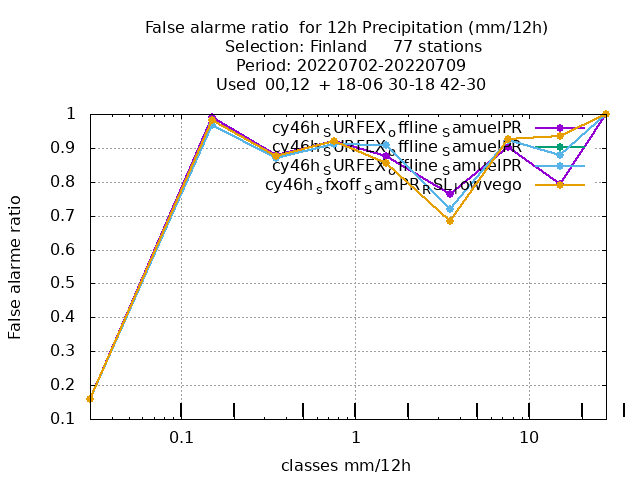 False alarme ratio  for 12h Precipitation (mm/12h)
Selection: Finland     77 stations
Period: 20220702-20220709
Used  00,12  + 18-06 30-18 42-30
cy46h_SURFEX_offline_SamuelPR
cy46h_SURFEX_offline_SamuelPR
cy46h_SURFEX_offline_SamuelPR
cy46h_sfxoff_SamPR_RSL_lowvego
1
0.9
0.8
0.7
0.6
0.5
0.4
0.3
0.2
0.1
False alarme ratio
0.1 1 10
classes mm/12h